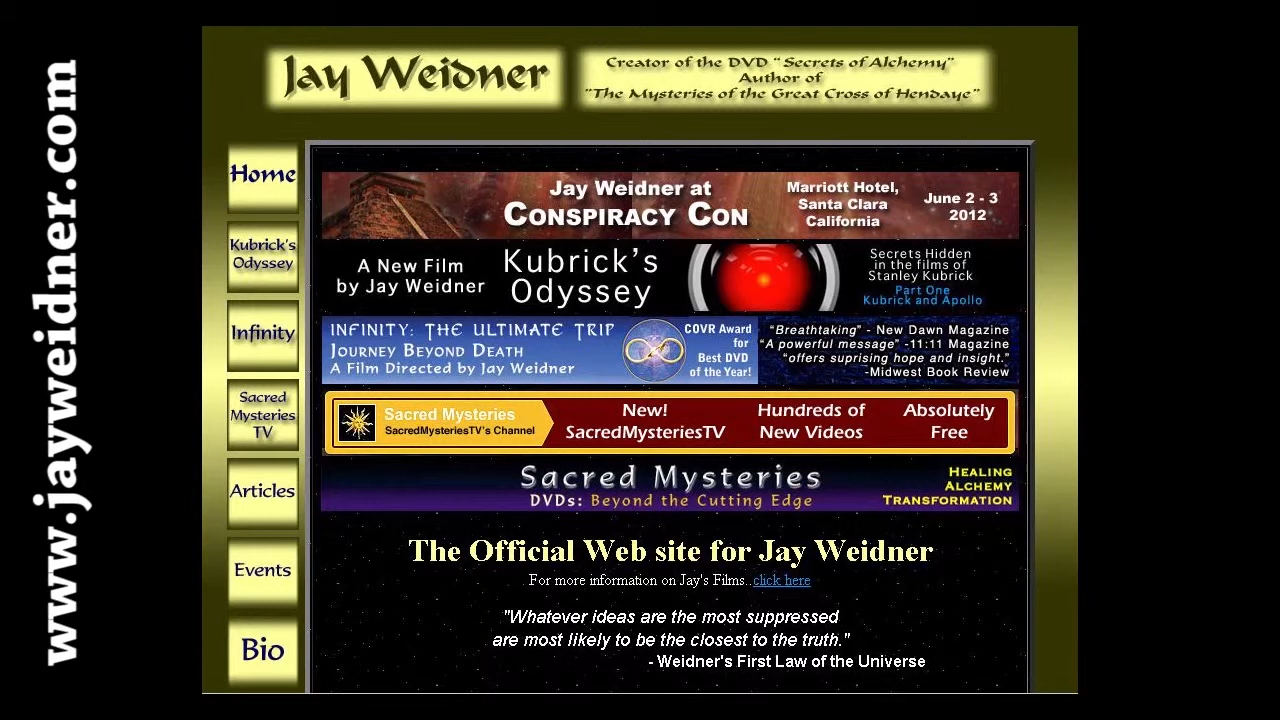 www.jayweidner.com
Jay Weidner
Creator of the DVD "Secrets of Alchemy"
Author of
"The Mysteries of the Great Cross of Hendaye"
Home
Kubrick's
Odyssey
Infinity
Sacred
Mysteries
TV
Articles
Events
Bio
Jay Weidner at
CONSPIRACY CON
Marriott Hotel,
Santa Clara
California
June 2 - 3
2012
A New Film
by Jay Weidner
Kubrick's
Odyssey
Secrets Hidden
in the films of
Stanley Kubrick
Part One
Kubrick and Apollo
INFINITY: THE ULTIMATE TRIP
JOURNEY BEYOND DEATH
A FILM DIRECTED BY JAY WEIDNER
COVR Award
for
Best DVD
of the Year!
"Breathtaking" - New Dawn Magazine
"A powerful message" -11:11 Magazine
"offers suprising hope and insight."
-Midwest Book Review
Sacred Mysteries
SacredMysteriesTV's Channel
New!
SacredMysteriesTV
Hundreds of
New Videos
Absolutely
Free
Sacred Mysteries
DVDs: Beyond the Cutting Edge
HEALING
ALCHEMY
TRANSFORMATION
The Official Web site for Jay Weidner
For more information on Jay's Films..click here
"Whatever ideas are the most suppressed
are most likely to be the closest to the truth."
- Weidner's First Law of the Universe